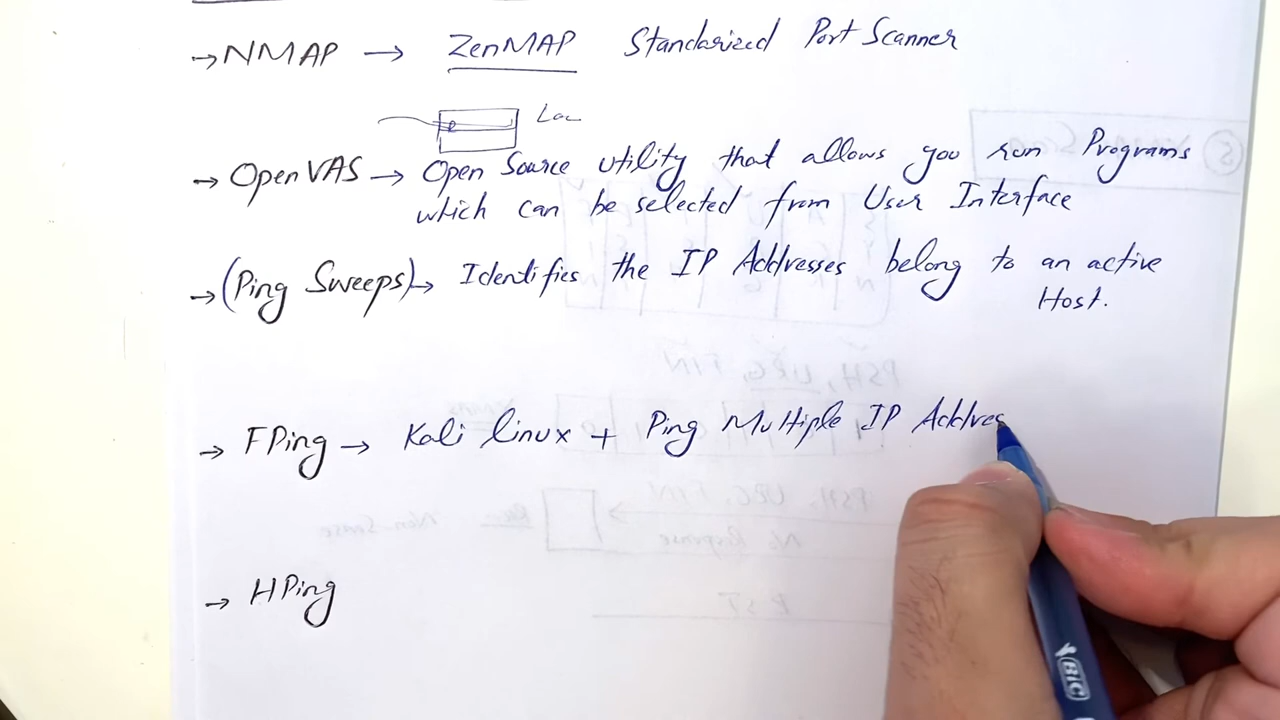 → NMAP → ZenMAP Standarized Port Scanner
→ OpenVAS → Open Source utility that allows you run Programs
which can be selected from User Interface
→ (Ping Sweeps) → Identifies the IP Addresses belong to an active
Host.
→ FPing → Kali linux + Ping Multiple IP Addres
→ HPing
BIC